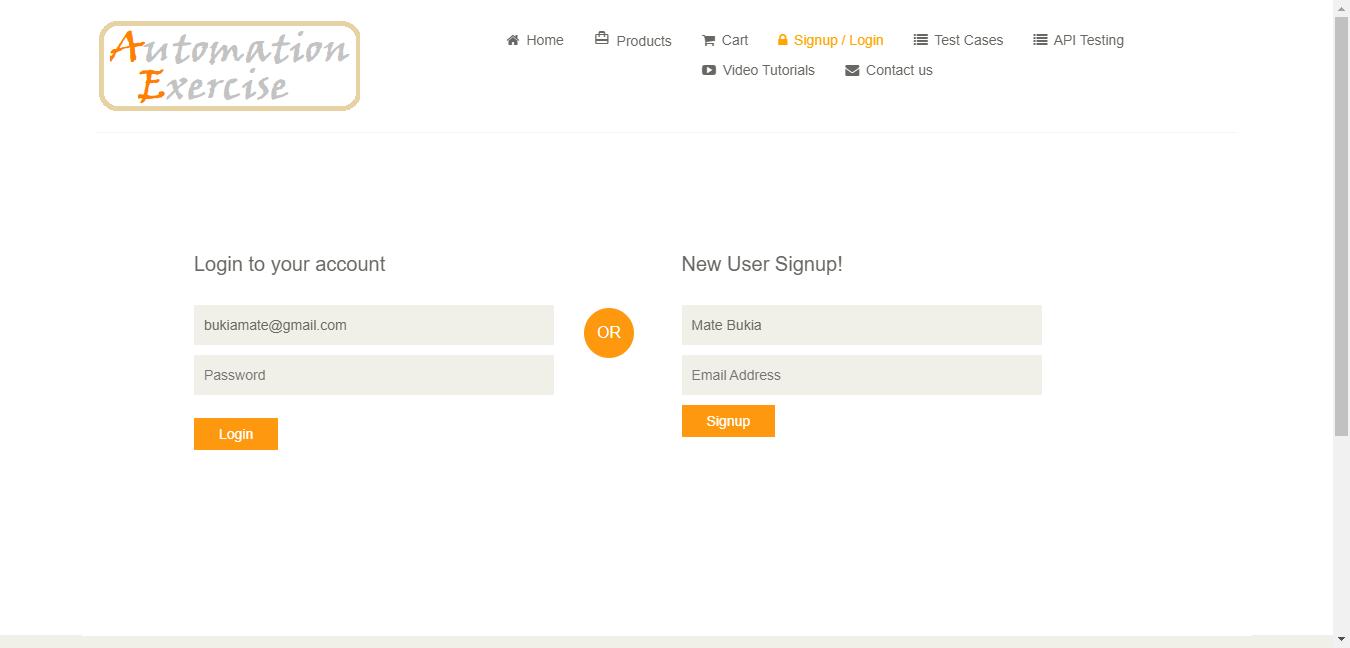 Automation
Exercise
Home Products Cart Signup / Login Test Cases API Testing
Video Tutorials Contact us
Login to your account
bukiamate@gmail.com
Password
Login
OR
New User Signup!
Mate Bukia
Email Address
Signup